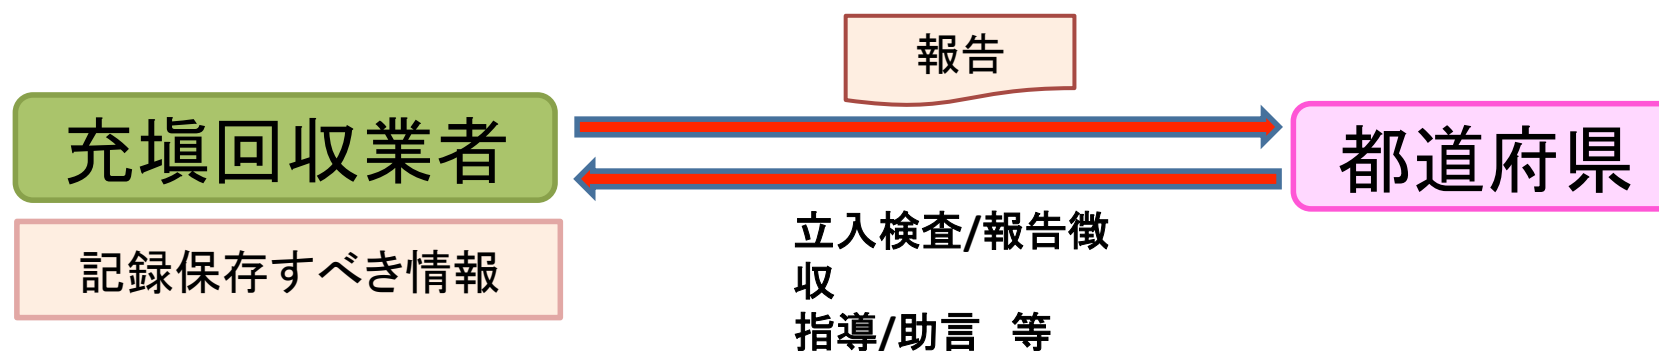 報告
充塡回収業者
都道府県
記録保存すべき情報
立入検査/報告徴
収
指導/助言　等